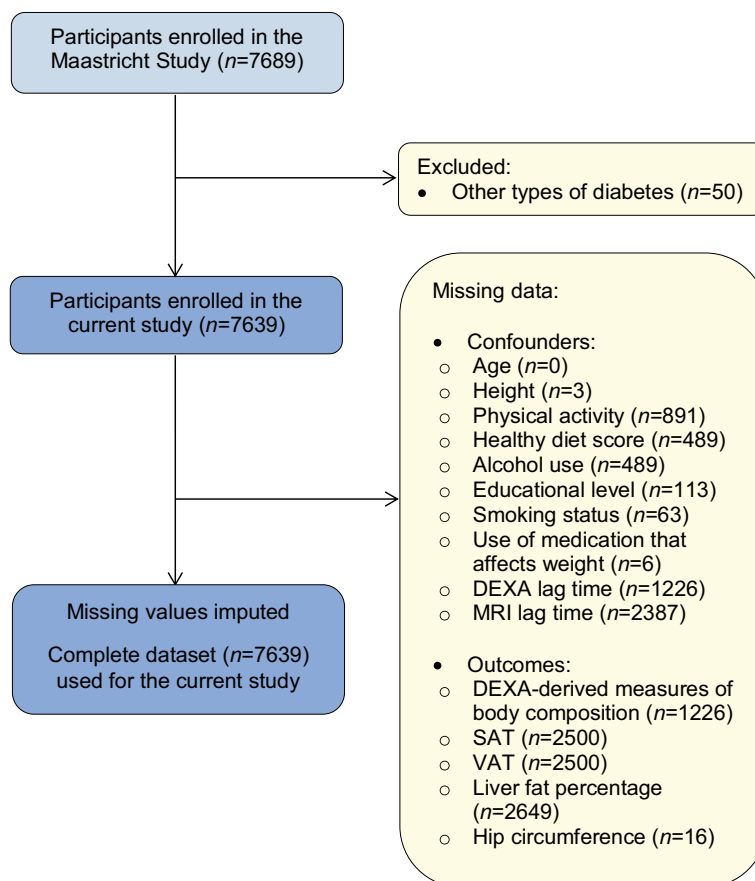 Participants enrolled in the
Maastricht Study (n=7689)
Excluded:
• Other types of diabetes (n=50)
Participants enrolled in the
current study (n=7639)
Missing data:
• Confounders:
○ Age (n=0)
○ Height (n=3)
○ Physical activity (n=891)
○ Healthy diet score (n=489)
○ Alcohol use (n=489)
○ Educational level (n=113)
○ Smoking status (n=63)
○ Use of medication that
affects weight (n=6)
○ DEXA lag time (n=1226)
○ MRI lag time (n=2387)
• Outcomes:
○ DEXA-derived measures of
body composition (n=1226)
○ SAT (n=2500)
○ VAT (n=2500)
○ Liver fat percentage
(n=2649)
○ Hip circumference (n=16)
Missing values imputed
Complete dataset (n=7639)
used for the current study